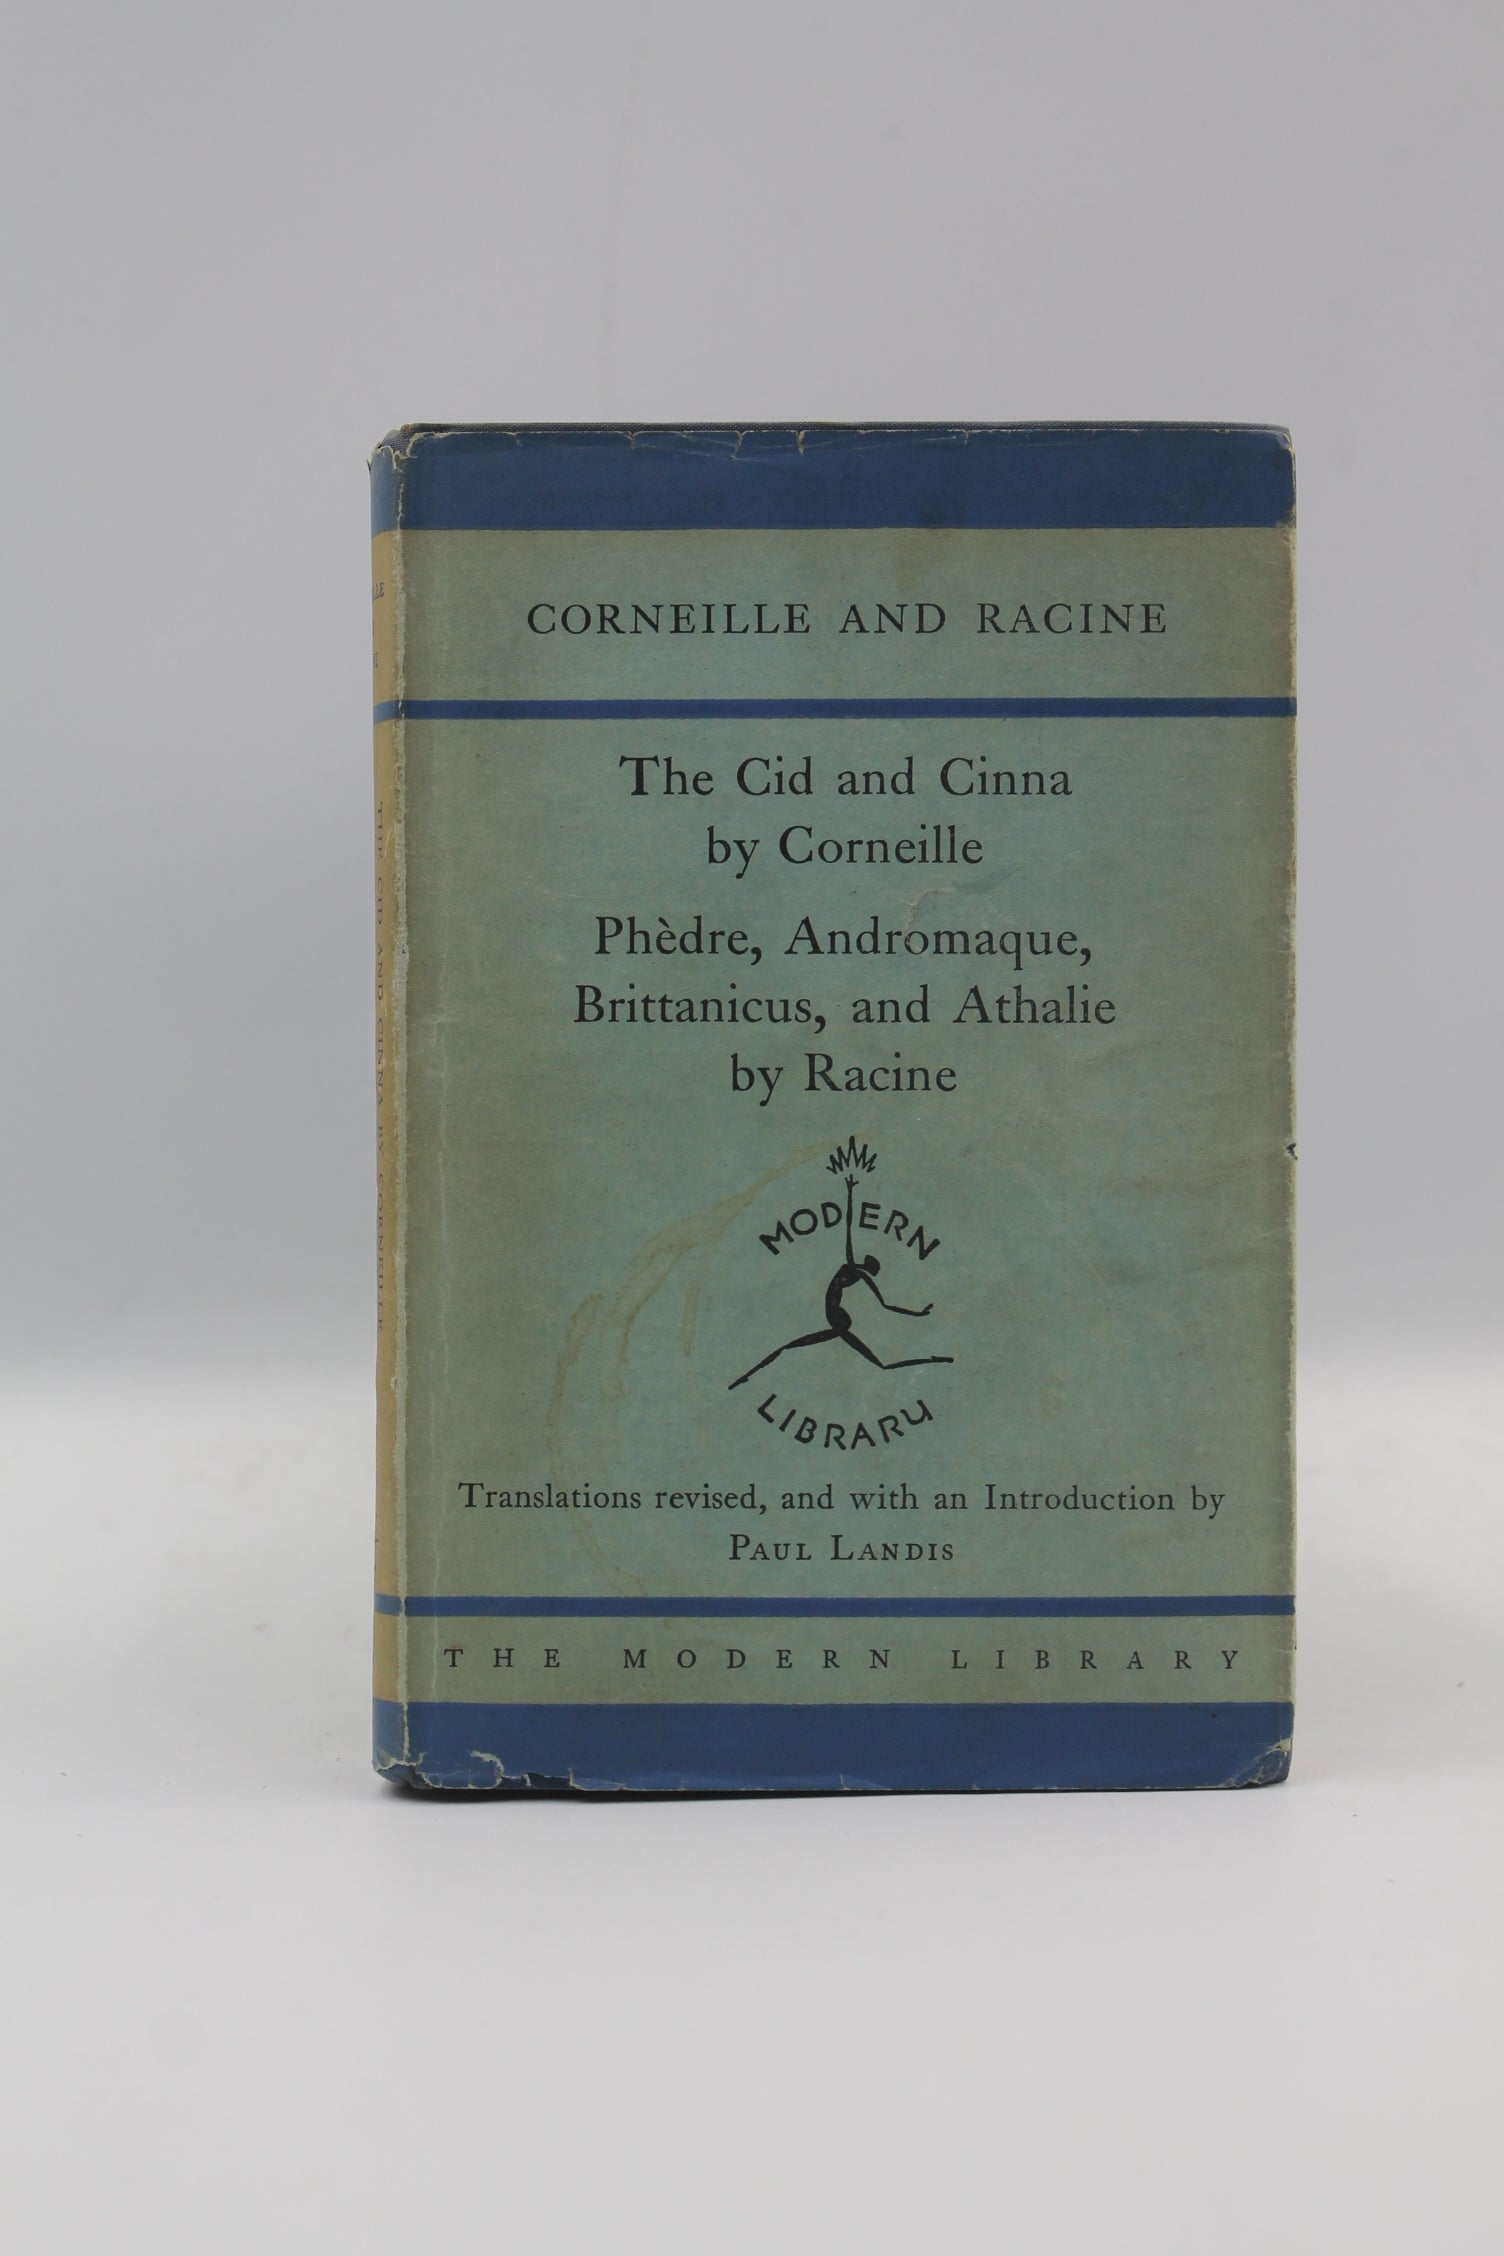 CORNEILLE AND RACINE
The Cid and Cinna
by Corneille
Phèdre, Andromaque,
Brittanicus, and Athalie
by Racine
MODERN
LIBRARY
Translations revised, and with an Introduction by
PAUL LANDIS
THE MODERN LIBRARY
THE CID AND CINNA BY CORNEILLE